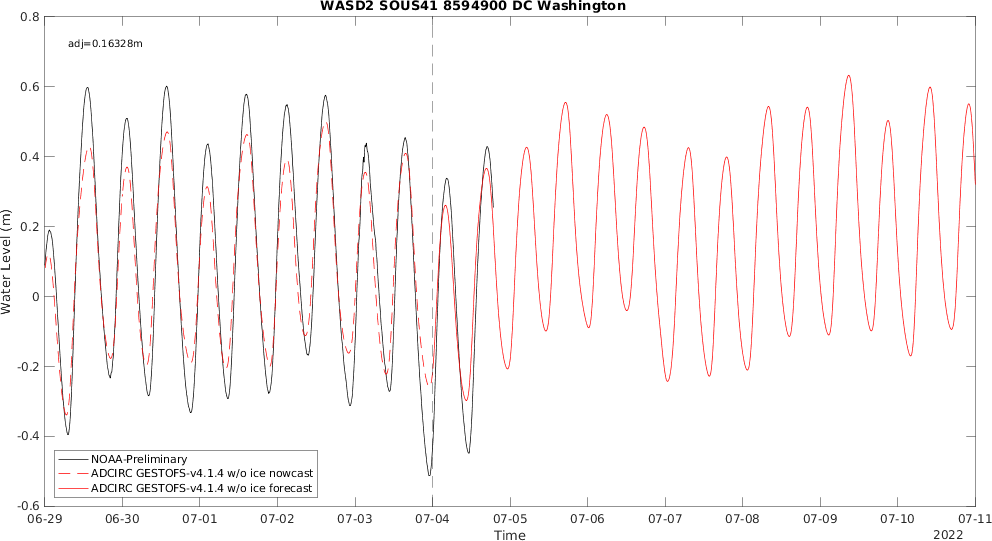 WASD2 SOUS41 8594900 DC Washington
adj=0.16328m
Water Level (m)
0.8
0.6
0.4
0.2
0
-0.2
-0.4
-0.6
NOAA-Preliminary
ADCIRC GESTOFS-v4.1.4 w/o ice nowcast
ADCIRC GESTOFS-v4.1.4 w/o ice forecast
06-29 06-30 07-01 07-02 07-03 07-04 07-05 07-06 07-07 07-08 07-09 07-10 07-11
Time
2022